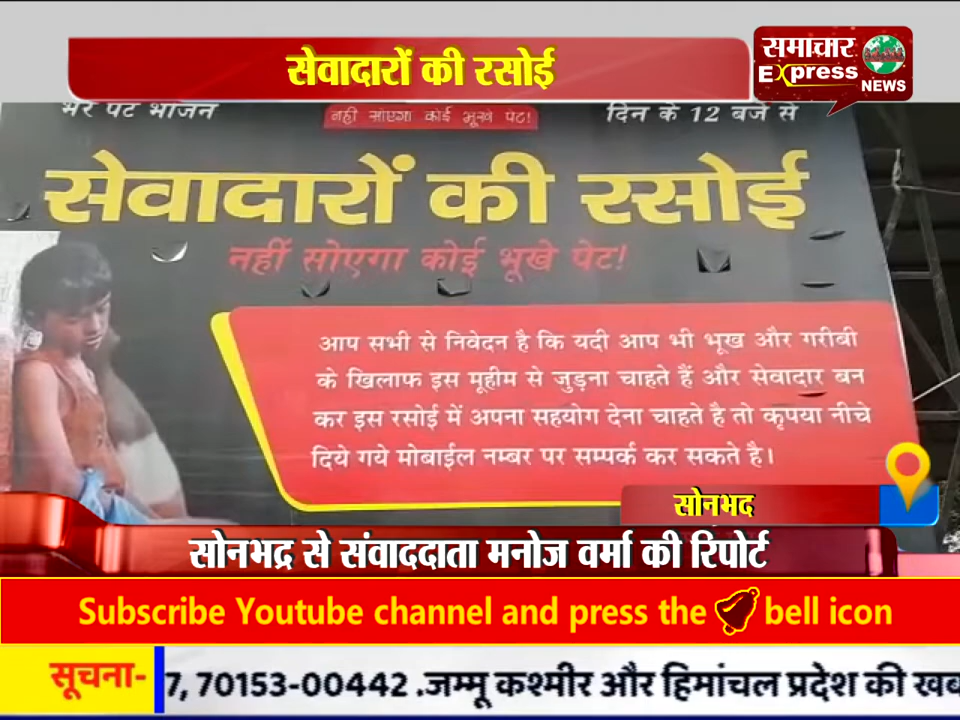 सेवादारों की रसोई
समाचार
Express
NEWS
भर पेट भोजन
नही सोएगा कोई भूखे पेट!
दिन के 12 बजे से
सेवादारों की रसोई
नहीं सोएगा कोई भूखे पेट!
आप सभी से निवेदन है कि यदी आप भी भूख और गरीबी
के खिलाफ इस मूहीम से जुड़ना चाहते हैं और सेवादार बन
कर इस रसोई में अपना सहयोग देना चाहते है तो कृपया नीचे
दिये गये मोबाईल नम्बर पर सम्पर्क कर सकते है।
सोनभद्र
सोनभद्र से संवाददाता मनोज वर्मा की रिपोर्ट
Subscribe Youtube channel and press the bell icon
सूचना-
7, 70153-00442 .जम्मू कश्मीर और हिमांचल प्रदेश की खब